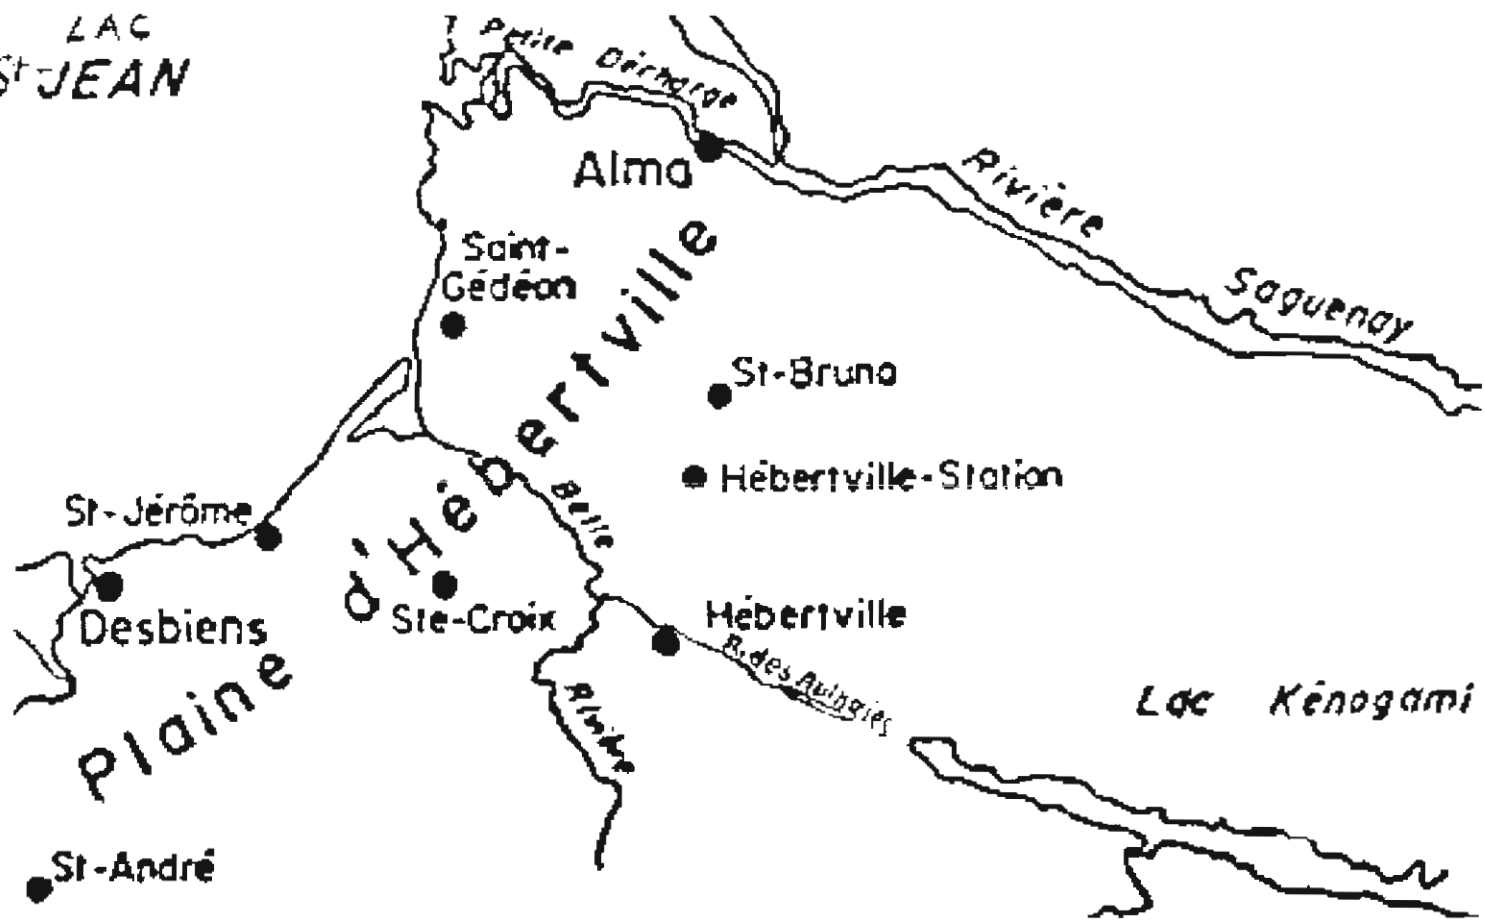 LAC
St-JEAN
Petite Décharge
Alma
Rivière Saguenay
Saint-
Gédéon
St-Bruno
Hébertville-Station
St-Jérôme
Plaine d'Hébertville
Rivière Belle
Desbiens
Ste-Croix
Hébertville
R. des Aulnaies
Lac Kénogami
St-André